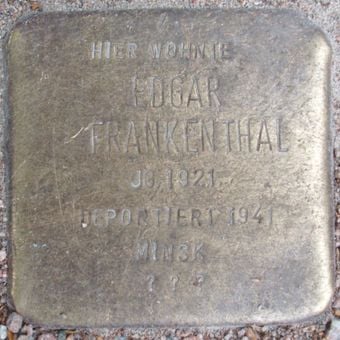 HIER WOHNTE
EDGAR
FRANKENTHAL
JG. 1921
DEPORTIERT 1941
MINSK
? ? ?